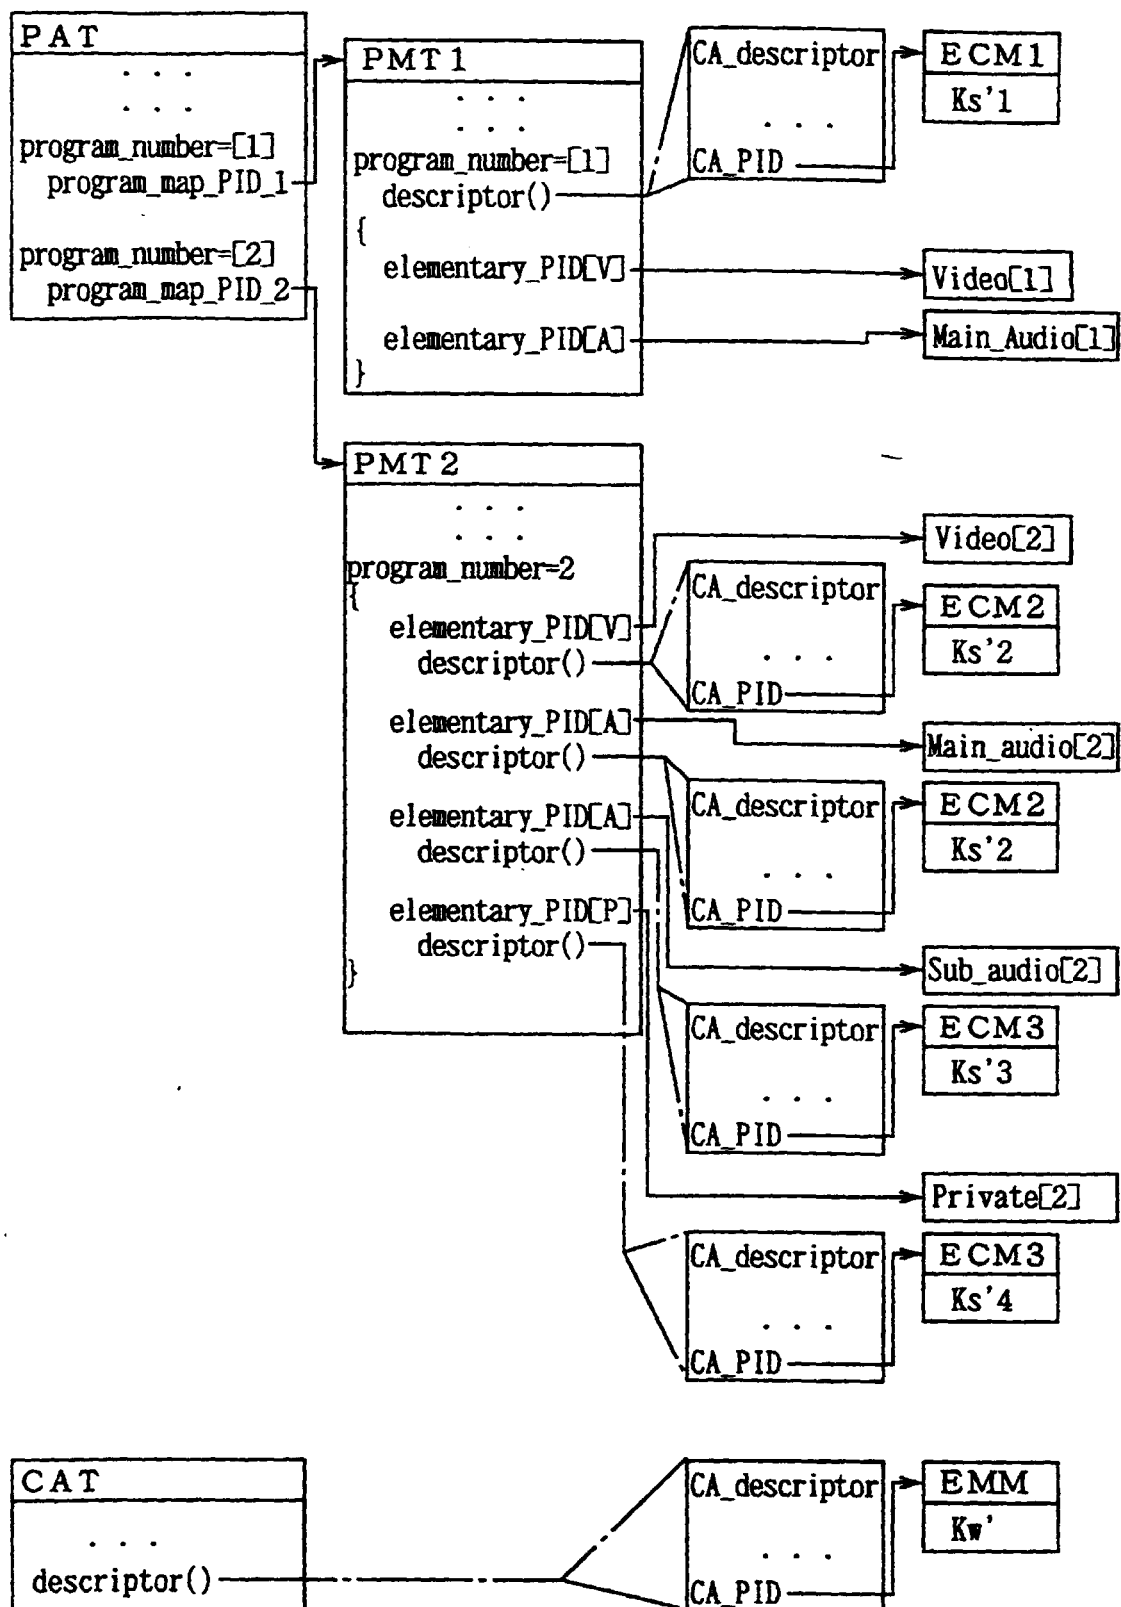 PAT
. . .
. . .
program_number=[1]
program_map_PID_1
program_number=[2]
program_map_PID_2
PMT1
. . .
. . .
program_number=[1]
descriptor()
{
elementary_PID[V]
elementary_PID[A]
}
CA_descriptor
. . .
CA_PID
ECM1
Ks'1
Video[1]
Main_Audio[1]
PMT2
. . .
. . .
program_number=2
{
elementary_PID[V]
descriptor()
elementary_PID[A]
descriptor()
elementary_PID[A]
descriptor()
elementary_PID[P]
descriptor()
}
Video[2]
CA_descriptor
. . .
CA_PID
ECM2
Ks'2
Main_audio[2]
CA_descriptor
. . .
CA_PID
ECM2
Ks'2
Sub_audio[2]
CA_descriptor
. . .
CA_PID
ECM3
Ks'3
Private[2]
CA_descriptor
. . .
CA_PID
ECM3
Ks'4
CAT
. . .
descriptor()
CA_descriptor
. . .
CA_PID
EMM
Kw'